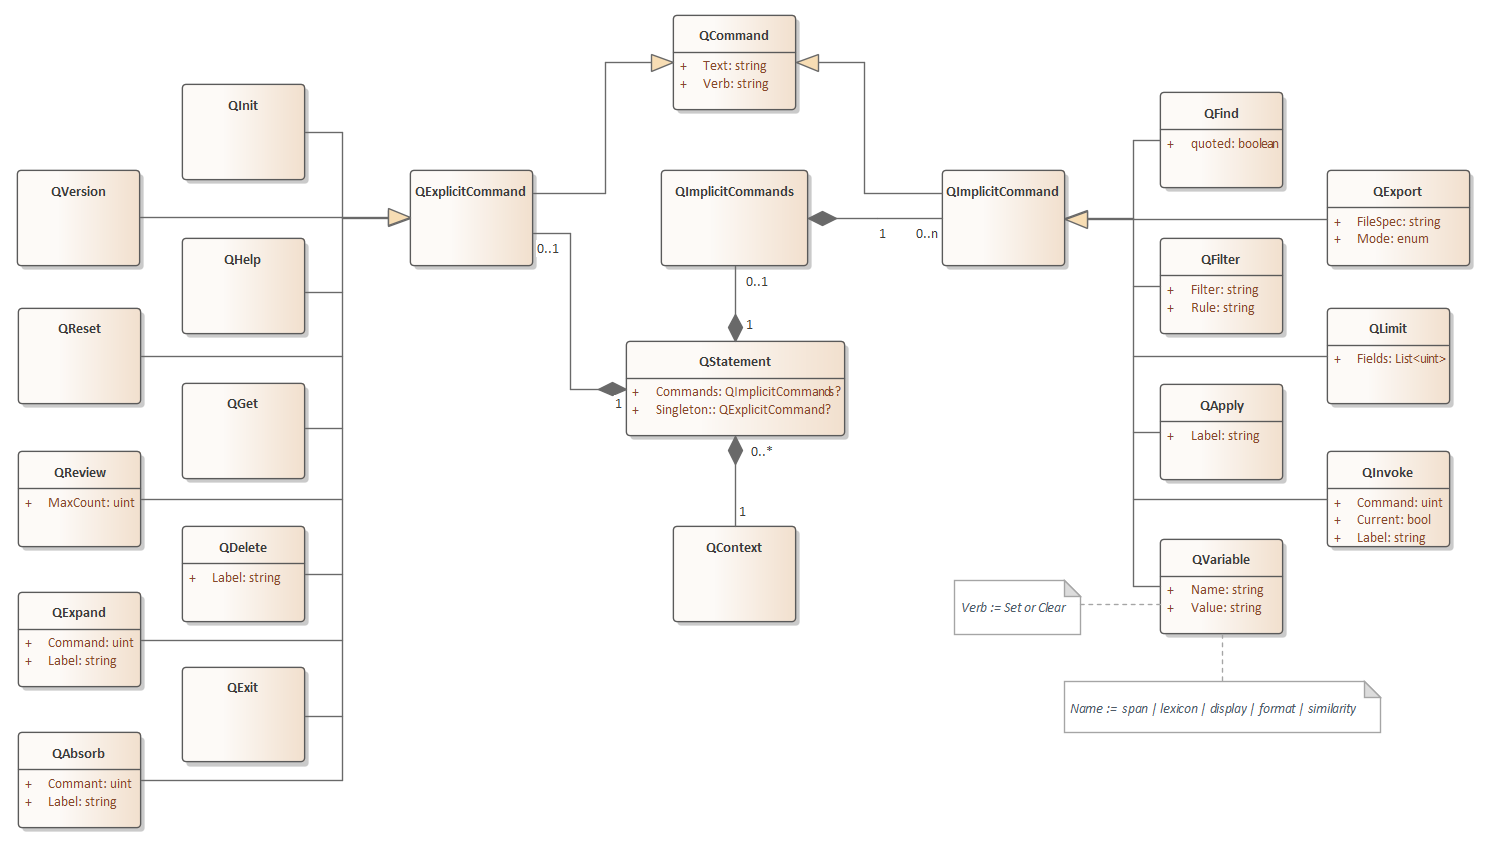 QCommand
+ Text: string
+ Verb: string
QInit
QVersion
QHelp
QReset
QGet
QReview
+ MaxCount: uint
QDelete
+ Label: string
QExpand
+ Command: uint
+ Label: string
QExit
QAbsorb
+ Commant: uint
+ Label: string
QExplicitCommand
0..1
QImplicitCommands
1
0..n
QImplicitCommand
0..1
1
QStatement
+ Commands: QImplicitCommands?
+ Singleton:: QExplicitCommand?
1
0..*
1
QContext
QFind
+ quoted: boolean
QExport
+ FileSpec: string
+ Mode: enum
QFilter
+ Filter: string
+ Rule: string
QLimit
+ Fields: List<uint>
QApply
+ Label: string
QInvoke
+ Command: uint
+ Current: bool
+ Label: string
QVariable
+ Name: string
+ Value: string
Verb := Set or Clear
Name := span | lexicon | display | format | similarity